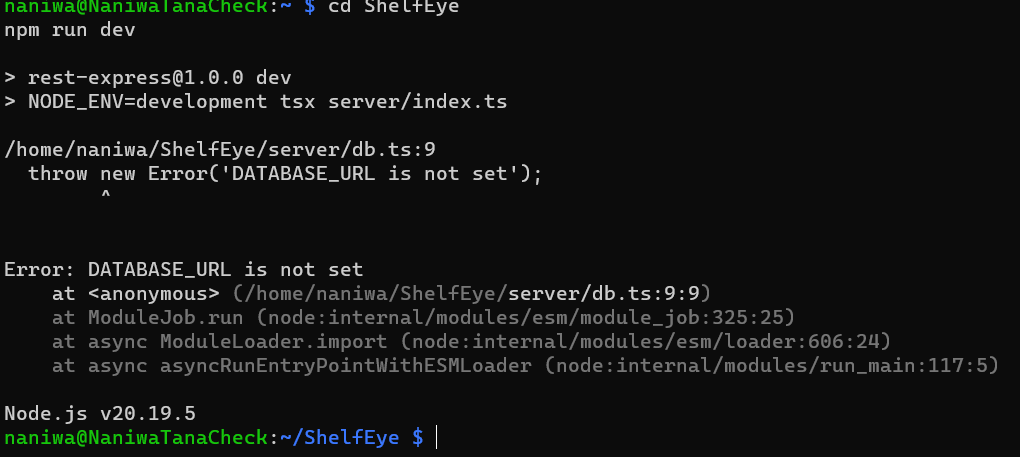 naniwa@NaniwaTanaCheck:~ $ cd ShelfEye
npm run dev
> rest-express@1.0.0 dev
> NODE_ENV=development tsx server/index.ts
/home/naniwa/ShelfEye/server/db.ts:9
  throw new Error('DATABASE_URL is not set');
        ^
Error: DATABASE_URL is not set
    at <anonymous> (/home/naniwa/ShelfEye/server/db.ts:9:9)
    at ModuleJob.run (node:internal/modules/esm/module_job:325:25)
    at async ModuleLoader.import (node:internal/modules/esm/loader:606:24)
    at async asyncRunEntryPointWithESMLoader (node:internal/modules/run_main:117:5)
Node.js v20.19.5
naniwa@NaniwaTanaCheck:~/ShelfEye $